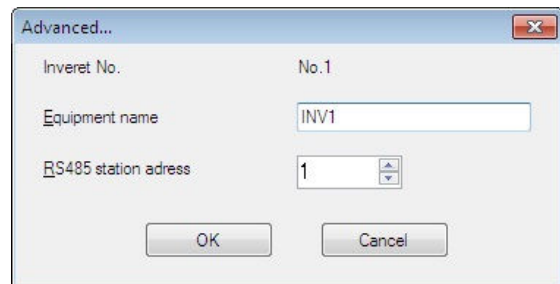 Advanced...
Inveret No. No.1
Equipment name INV1
RS485 station adress 1
OK Cancel